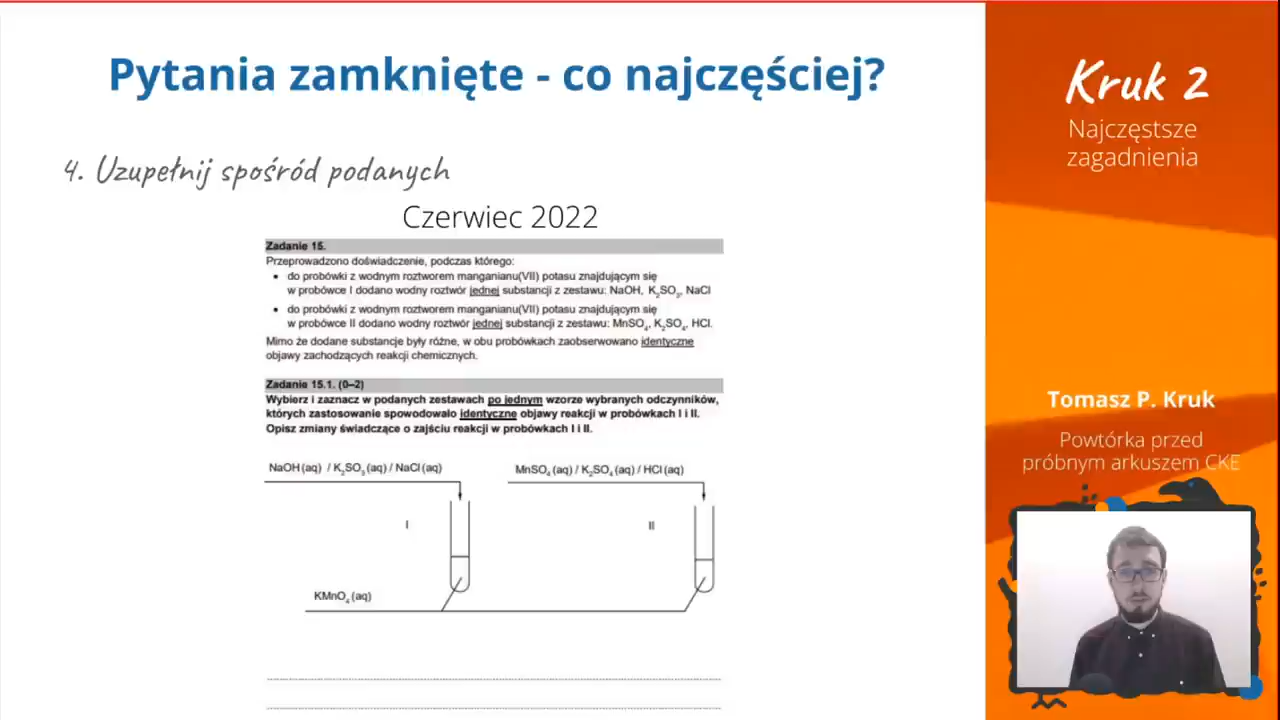 Pytania zamknięte - co najczęściej?
4. Uzupełnij spośród podanych
Czerwiec 2022
Zadanie 15.
Przeprowadzono doświadczenie, podczas którego:
• do probówki z wodnym roztworem manganianu(VII) potasu znajdującym się
w probówce I dodano wodny roztwór jednej substancji z zestawu: NaOH, K2SO3, NaCl
• do probówki z wodnym roztworem manganianu(VII) potasu znajdującym się
w probówce II dodano wodny roztwór jednej substancji z zestawu: MnSO4, K2SO4, HCl.
Mimo że dodane substancje były różne, w obu probówkach zaobserwowano identyczne
objawy zachodzących reakcji chemicznych.
Zadanie 15.1. (0–2)
Wybierz i zaznacz w podanych zestawach po jednym wzorze wybranych odczynników,
których zastosowanie spowodowało identyczne objawy reakcji w probówkach I i II.
Opisz zmiany świadczące o zajściu reakcji w probówkach I i II.
NaOH (aq) / K2SO3 (aq) / NaCl (aq)
MnSO4 (aq) / K2SO4 (aq) / HCl (aq)
I
II
KMnO4 (aq)
Kruk 2
Najczęstsze
zagadnienia
Tomasz P. Kruk
Powtórka przed
próbnym arkuszem CKE